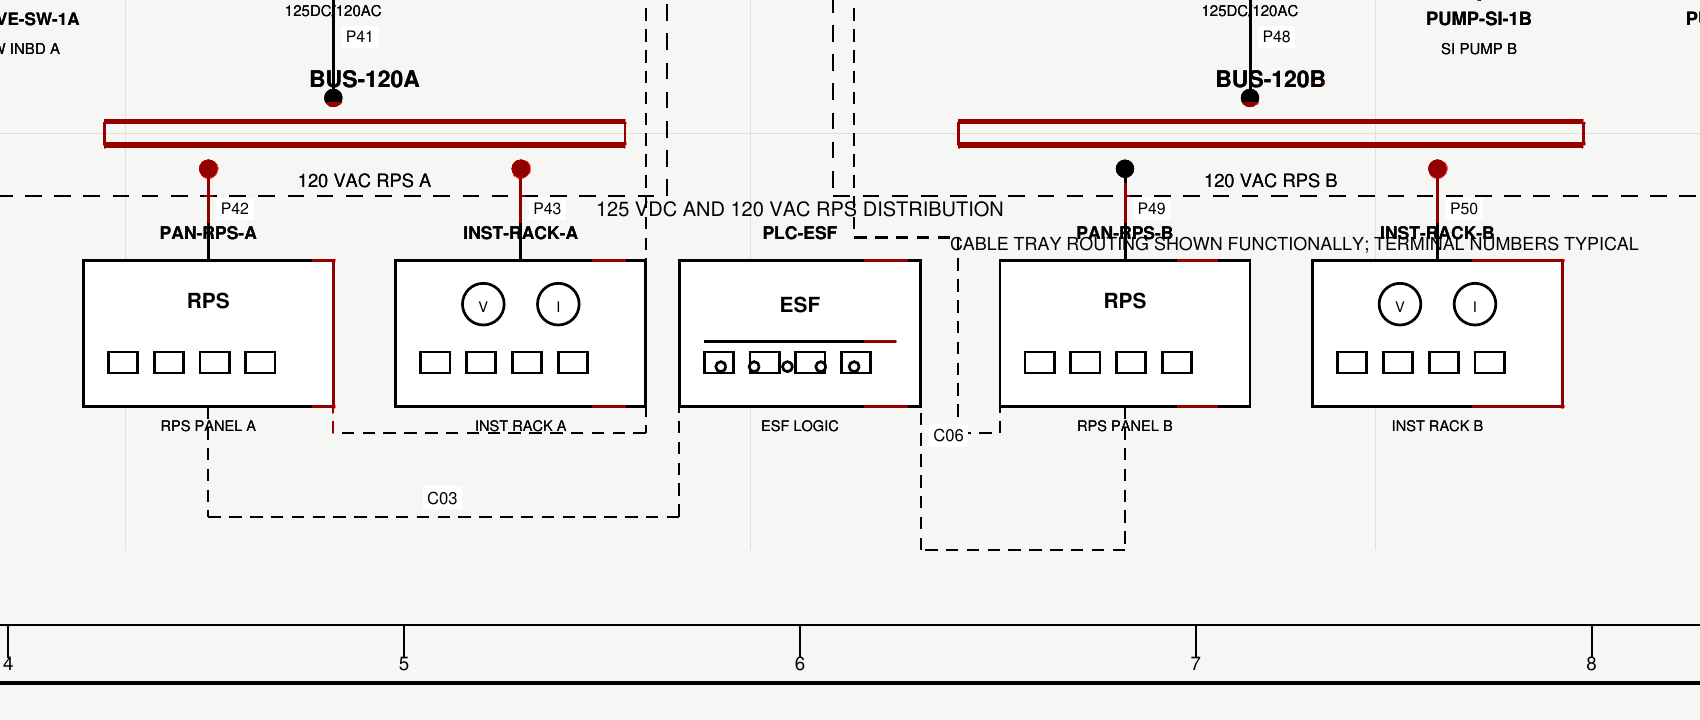 125DC/120AC
125DC/120AC
VE-SW-1A
PUMP-SI-1B
P41
P48
W INBD A
SI PUMP B
BUS-120A
BUS-120B
120 VAC RPS A
120 VAC RPS B
P42
P43
125 VDC AND 120 VAC RPS DISTRIBUTION
P49
P50
PAN-RPS-A
INST-RACK-A
PLC-ESF
PAN-RPS-B
INST-RACK-B
CABLE TRAY ROUTING SHOWN FUNCTIONALLY; TERMINAL NUMBERS TYPICAL
RPS
V
I
ESF
RPS
V
I
RPS PANEL A
INST RACK A
ESF LOGIC
RPS PANEL B
INST RACK B
C06
C03
4
5
6
7
8